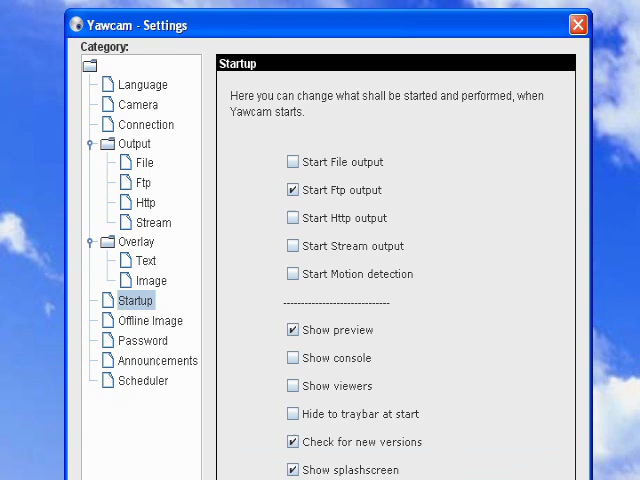 Yawcam - Settings
Category:
Language
Camera
Connection
Output
File
Ftp
Http
Stream
Overlay
Text
Image
Startup
Offline Image
Password
Announcements
Scheduler
Startup
Here you can change what shall be started and performed, when
Yawcam starts.
Start File output
Start Ftp output
Start Http output
Start Stream output
Start Motion detection
------------------------------
Show preview
Show console
Show viewers
Hide to traybar at start
Check for new versions
Show splashscreen